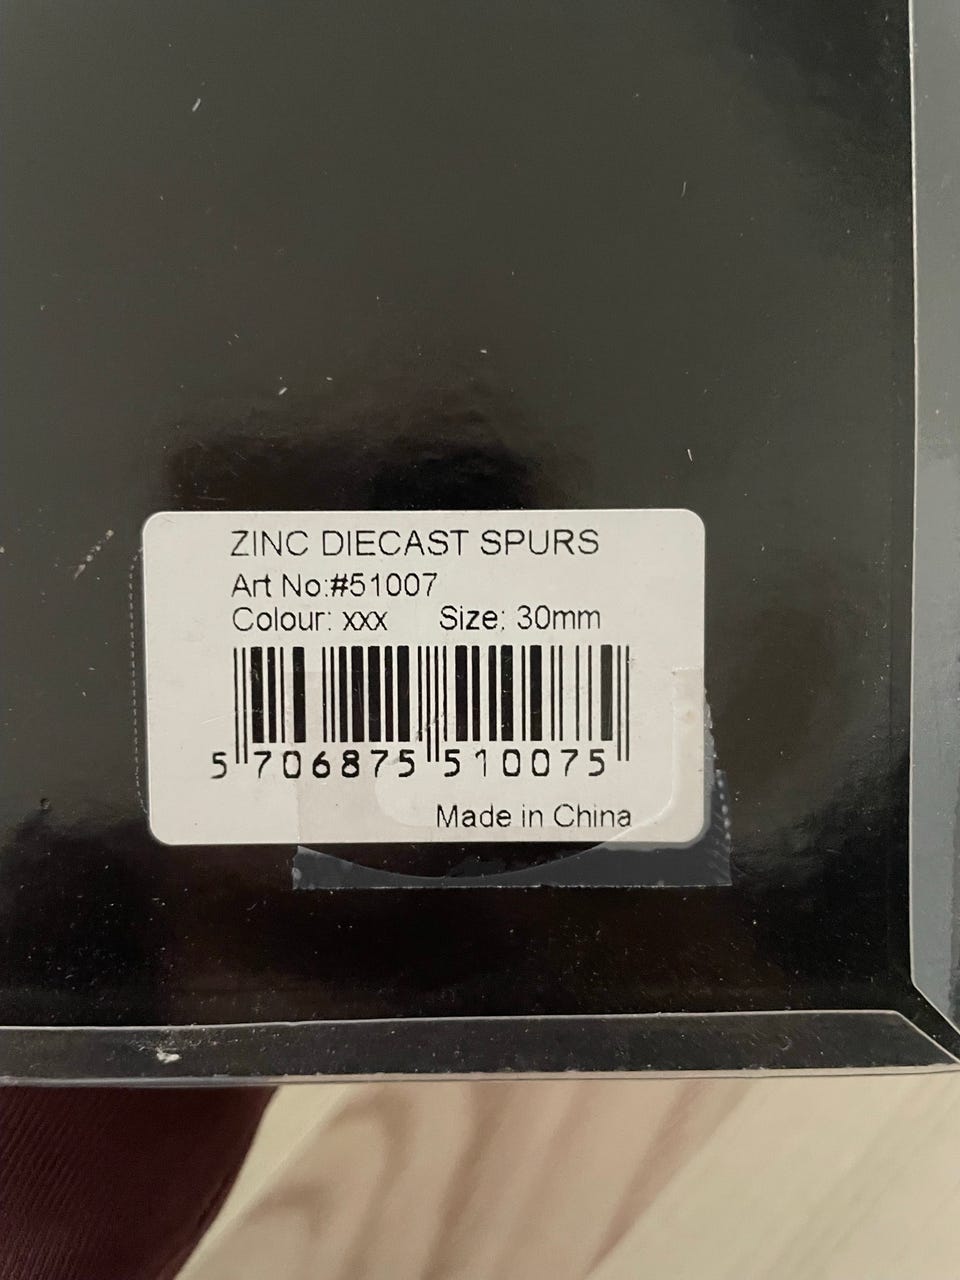 ZINC DIECAST SPURS
Art No:#51007
Colour: xxx Size: 30mm
5 706875 510075
Made in China